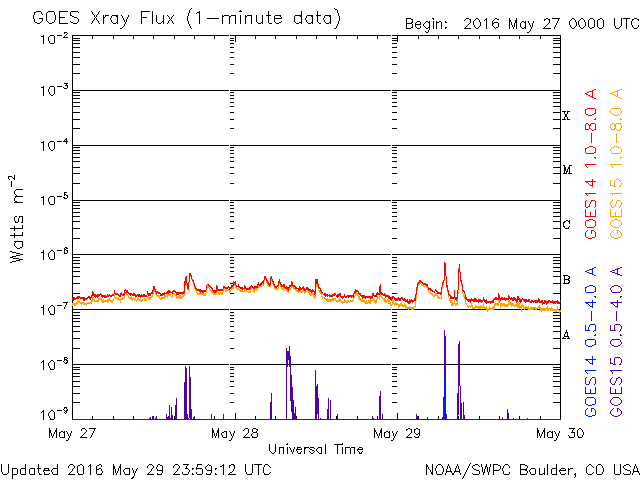 GOES Xray Flux (1-minute data)
Begin: 2016 May 27 0000 UTC
10⁻²
10⁻³
10⁻⁴
10⁻⁵
10⁻⁶
10⁻⁷
10⁻⁸
10⁻⁹
Watts m⁻²
X
M
C
B
A
GOES14 1.0-8.0 A
GOES15 1.0-8.0 A
GOES14 0.5-4.0 A
GOES15 0.5-4.0 A
May 27
May 28
May 29
May 30
Universal Time
Updated 2016 May 29 23:59:12 UTC
NOAA/SWPC Boulder, CO USA